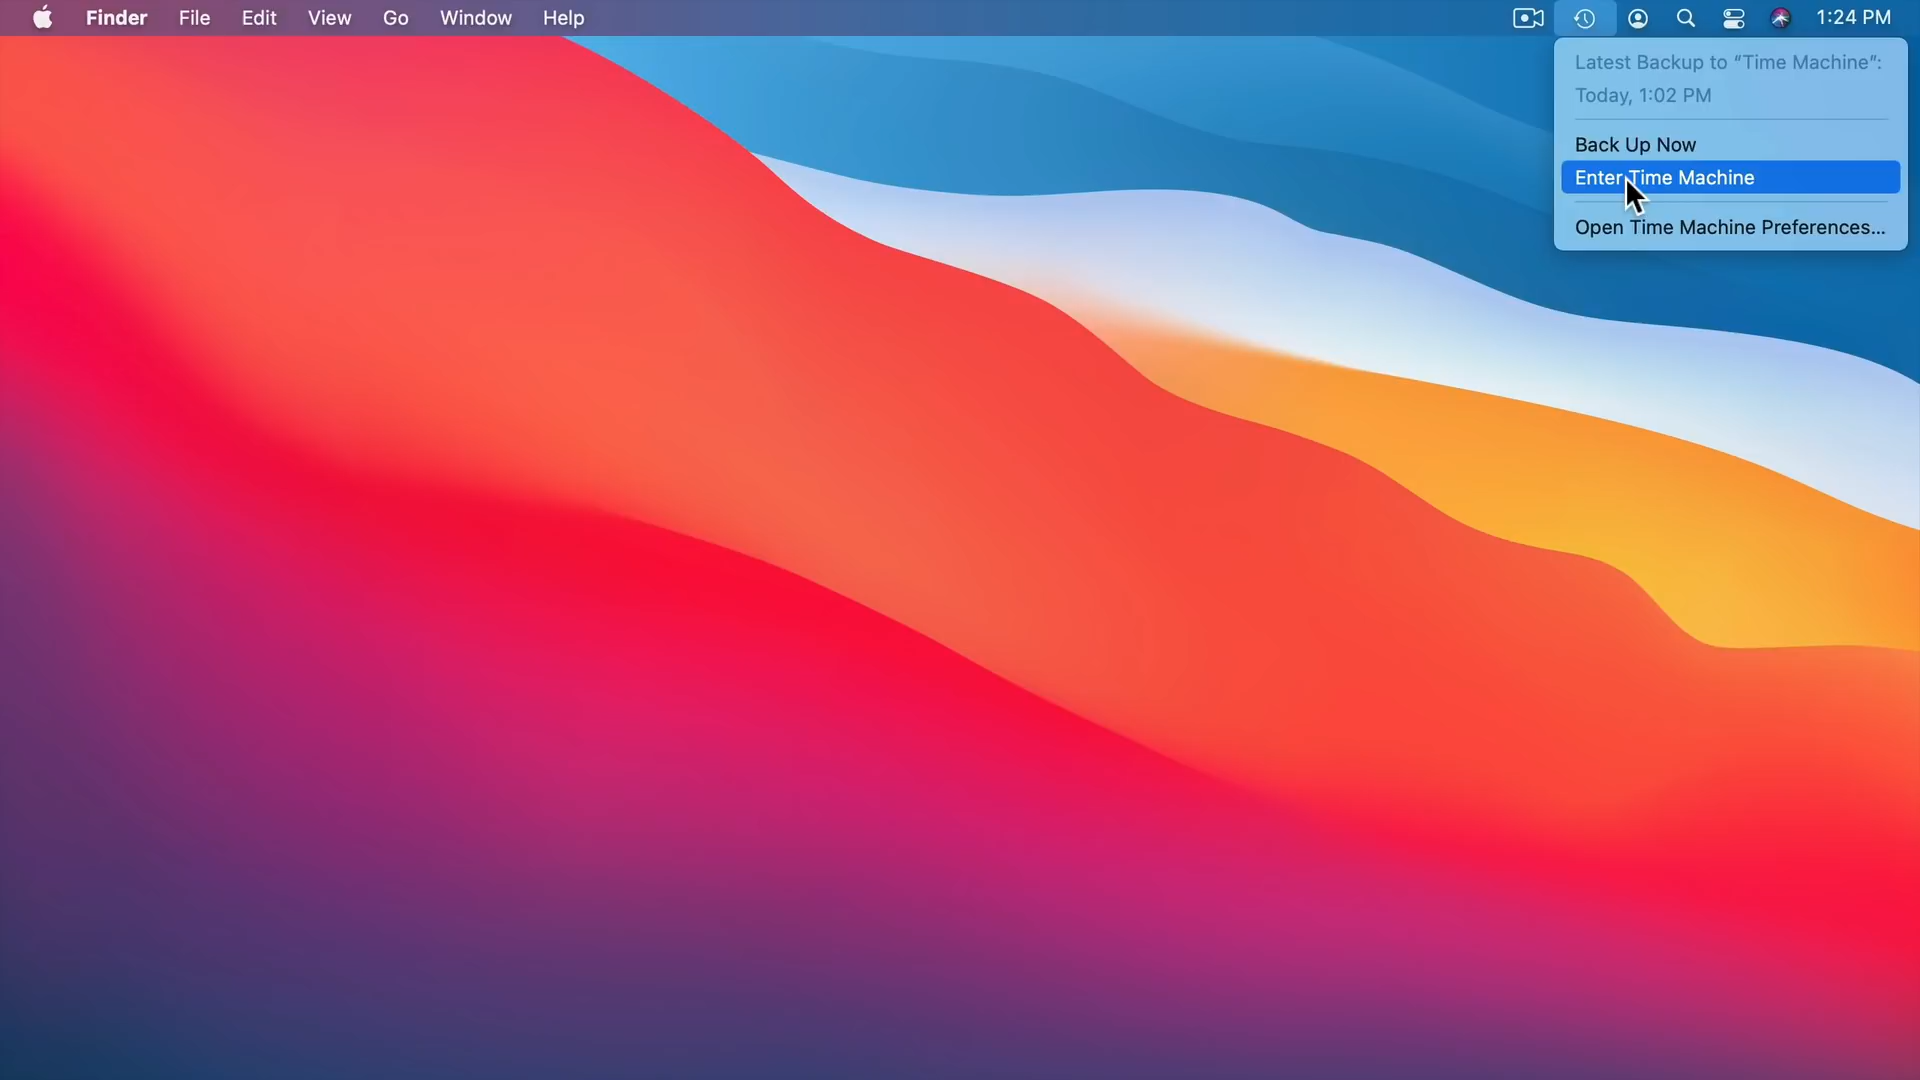 Finder File Edit View Go Window Help 1:24 PM
Latest Backup to “Time Machine”:
Today, 1:02 PM
Back Up Now
Enter Time Machine
Open Time Machine Preferences...